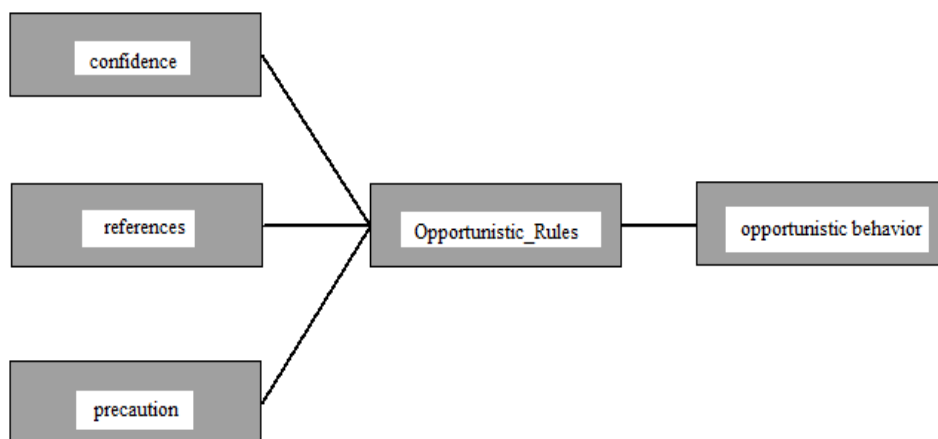 confidence
references
Opportunistic_Rules
opportunistic behavior
precaution